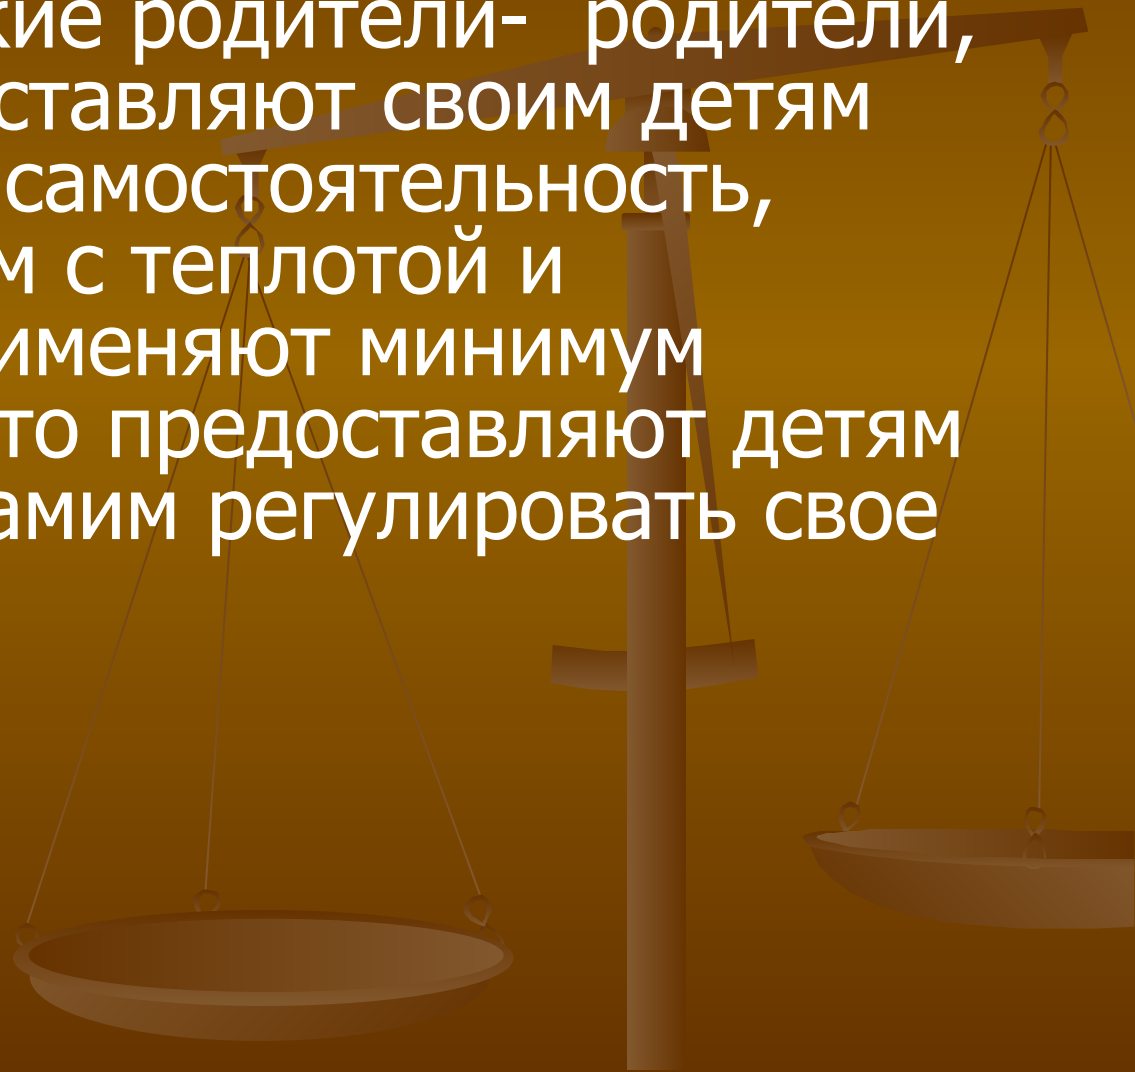 кие родители-  родители,
ставляют своим детям
самостоятельность,
м с теплотой и
именяют минимум
то предоставляют детям
амим регулировать свое